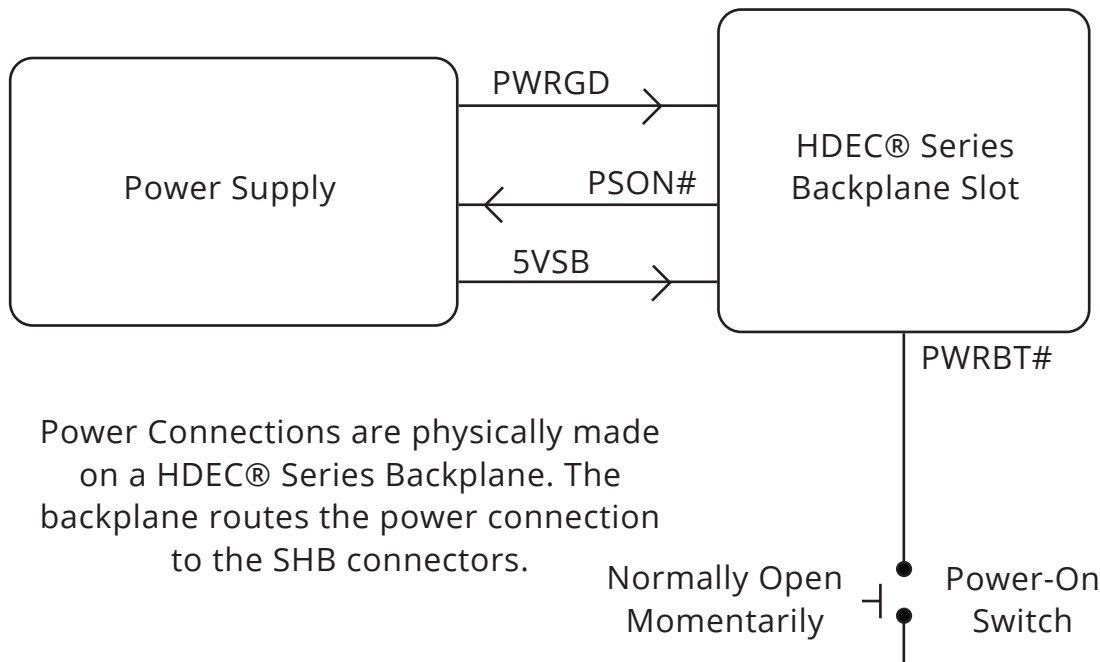 PWRGD
Power Supply
PSON#
5VSB
HDEC® Series
Backplane Slot
PWRBT#
Power Connections are physically made
on a HDEC® Series Backplane. The
backplane routes the power connection
to the SHB connectors.
Normally Open
Momentarily
Power-On
Switch